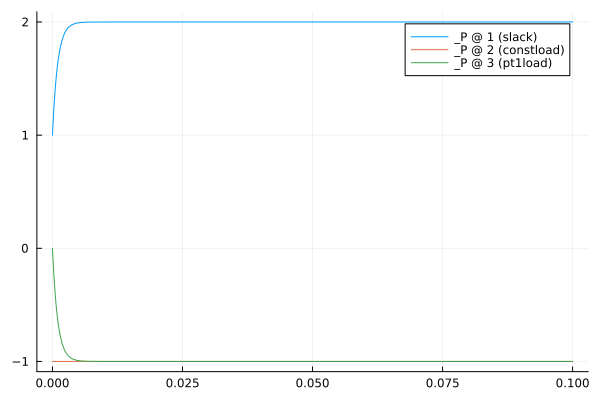 2
_P @ 1 (slack)
_P @ 2 (constload)
_P @ 3 (pt1load)
1
0
−1
0.000 0.025 0.050 0.075 0.100